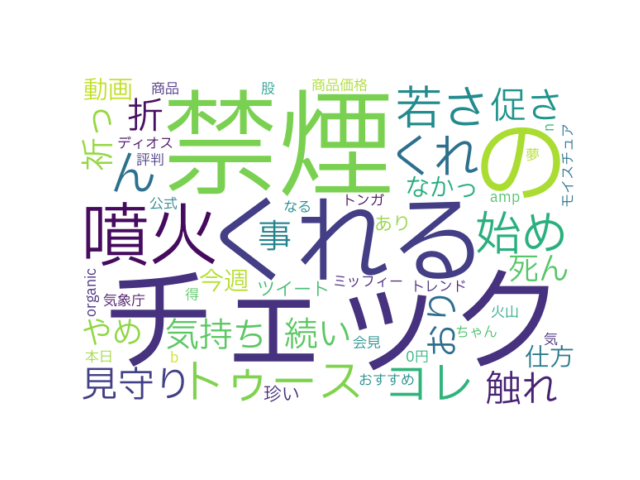 動画
商品
股
商品価格
禁煙
若さ
促さ
祈っ
折
ん
くれ
の
n
モイスチュア
ディオス
評判
夢
なかっ
amp
トンガ
公式
なる
事
あり
噴火
くれる
始め
死ん
organic
気象庁
得
今週
ツイート
ミッフィー
トレンド
おり
火山
チェック
やめ
気持ち
続い
会見
ちゃん
気
本日
b
0円
仕方
見守り
トゥース
珍い
おすすめ
コレ
触れ